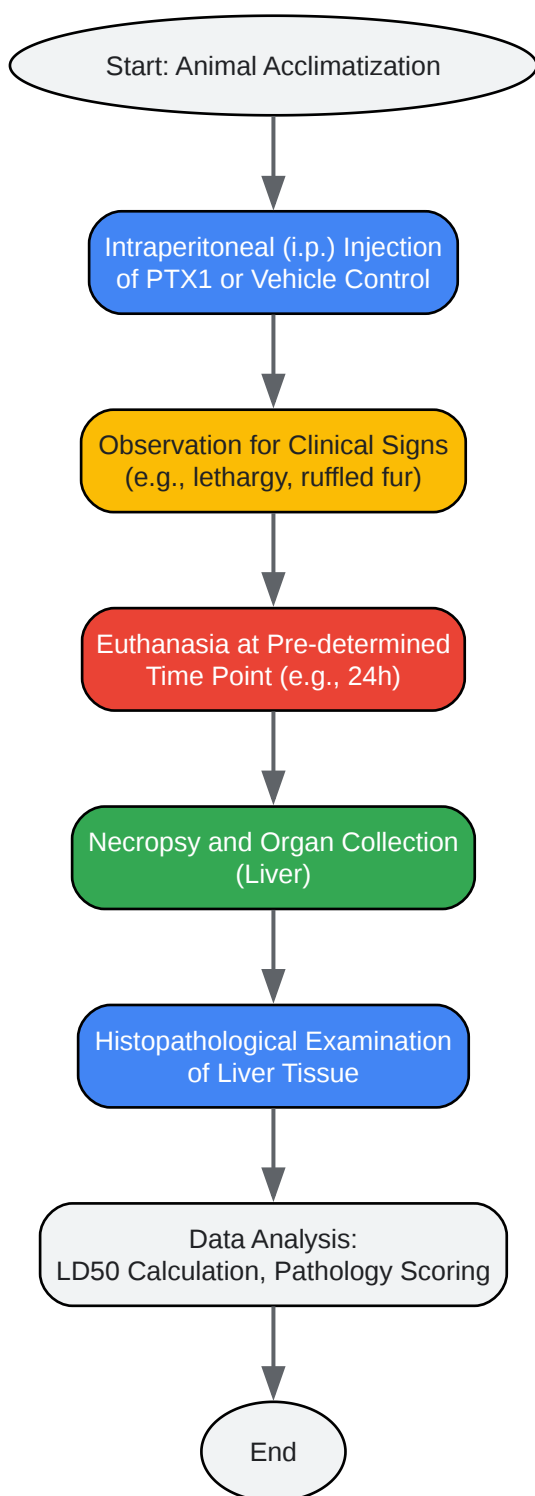 Start: Animal Acclimatization
Intraperitoneal (i.p.) Injection
of PTX1 or Vehicle Control
Observation for Clinical Signs
(e.g., lethargy, ruffled fur)
Euthanasia at Pre-determined
Time Point (e.g., 24h)
Necropsy and Organ Collection
(Liver)
Histopathological Examination
of Liver Tissue
Data Analysis:
LD50 Calculation, Pathology Scoring
End